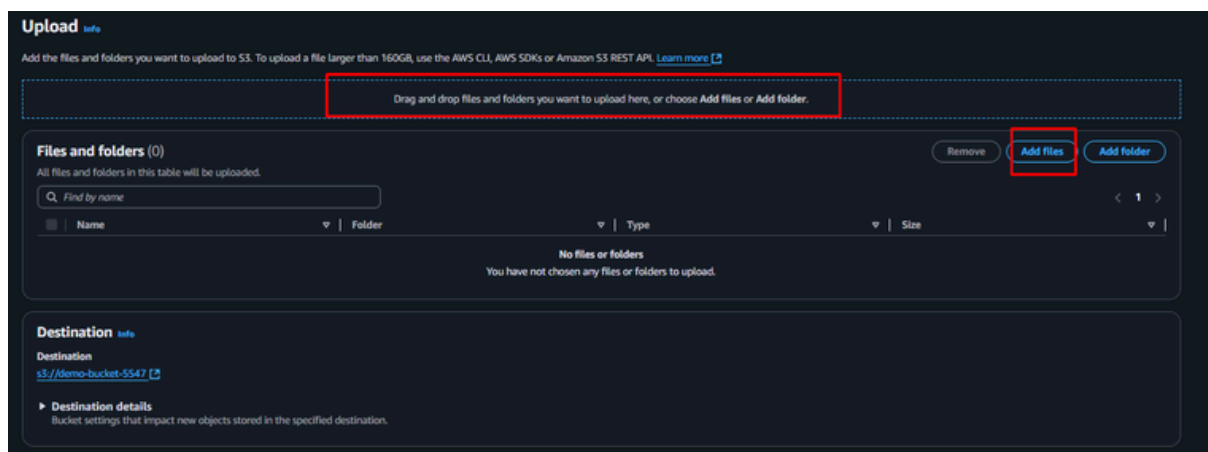 Upload Info
Add the files and folders you want to upload to S3. To upload a file larger than 160GB, use the AWS CLI, AWS SDKs or Amazon S3 REST API. Learn more
Drag and drop files and folders you want to upload here, or choose Add files or Add folder.
Files and folders (0)
Remove
Add files
Add folder
All files and folders in this table will be uploaded.
Find by name
1
Name
Folder
Type
Size
No files or folders
You have not chosen any files or folders to upload.
Destination Info
Destination
s3://demo-bucket-5547
Destination details
Bucket settings that impact new objects stored in the specified destination.